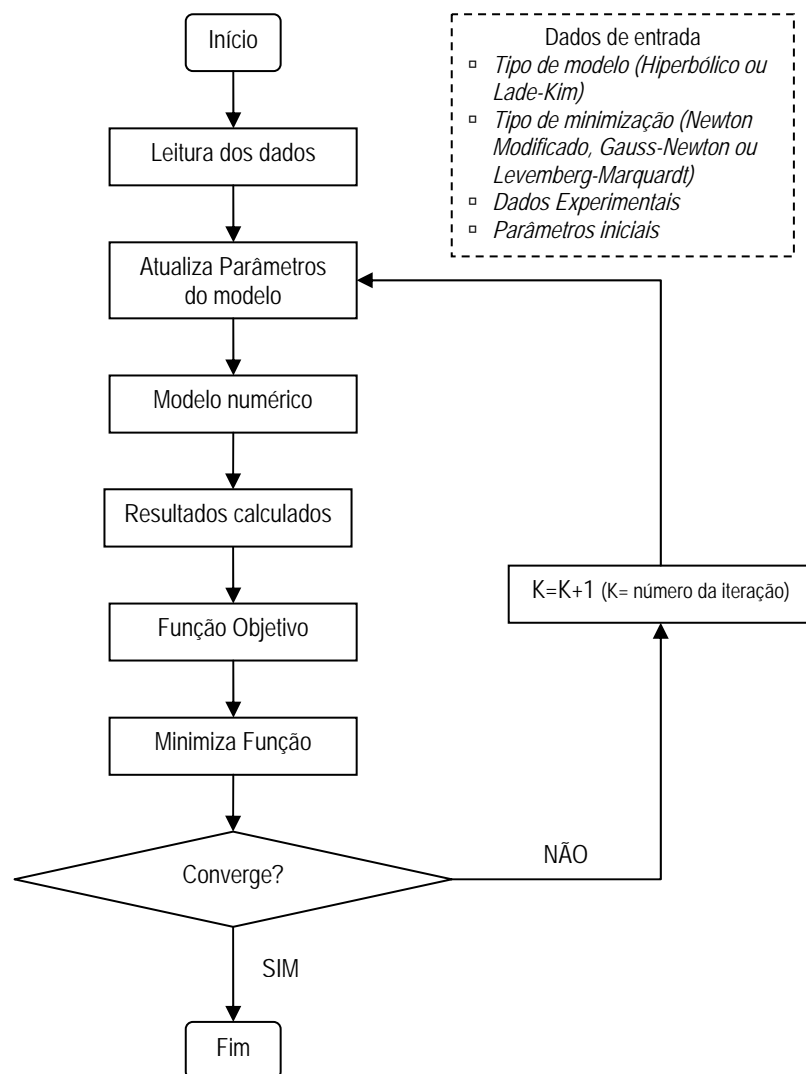 Início
Dados de entrada
▫ Tipo de modelo (Hiperbólico ou
Lade-Kim)
▫ Tipo de minimização (Newton
Modificado, Gauss-Newton ou
Levemberg-Marquardt)
▫ Dados Experimentais
▫ Parâmetros iniciais
Leitura dos dados
Atualiza Parâmetros
do modelo
Modelo numérico
Resultados calculados
K=K+1 (K= número da iteração)
Função Objetivo
Minimiza Função
NÃO
Converge?
SIM
Fim